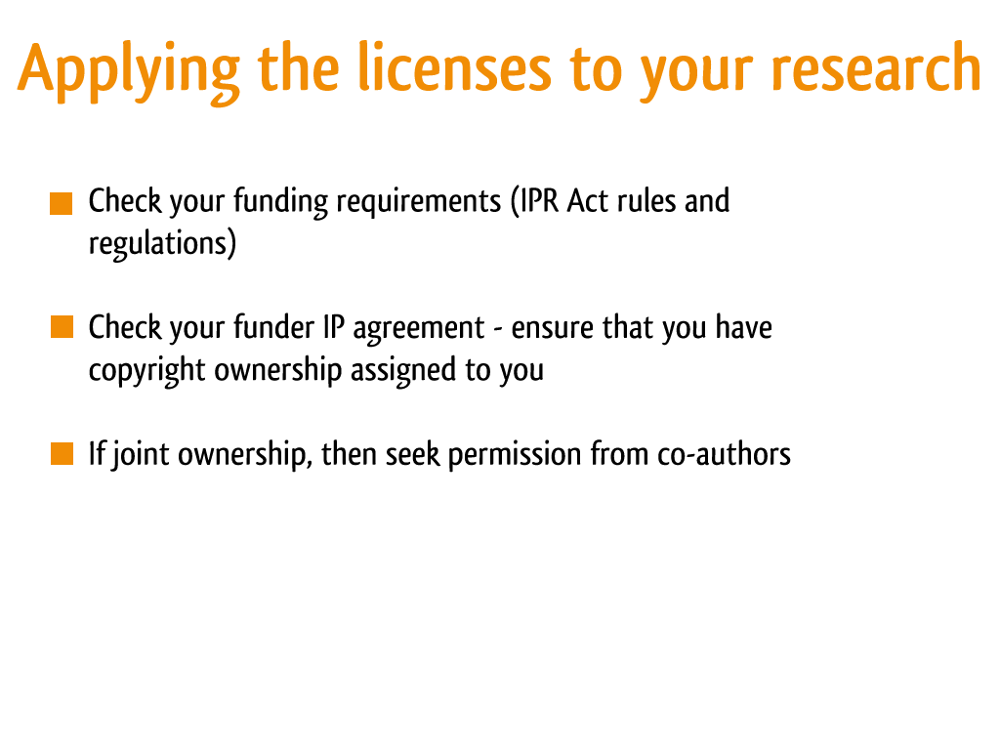 Applying the licenses to your research
Check your funding requirements (IPR Act rules and
regulations)
Check your funder IP agreement - ensure that you have
copyright ownership assigned to you
If joint ownership, then seek permission from co-authors